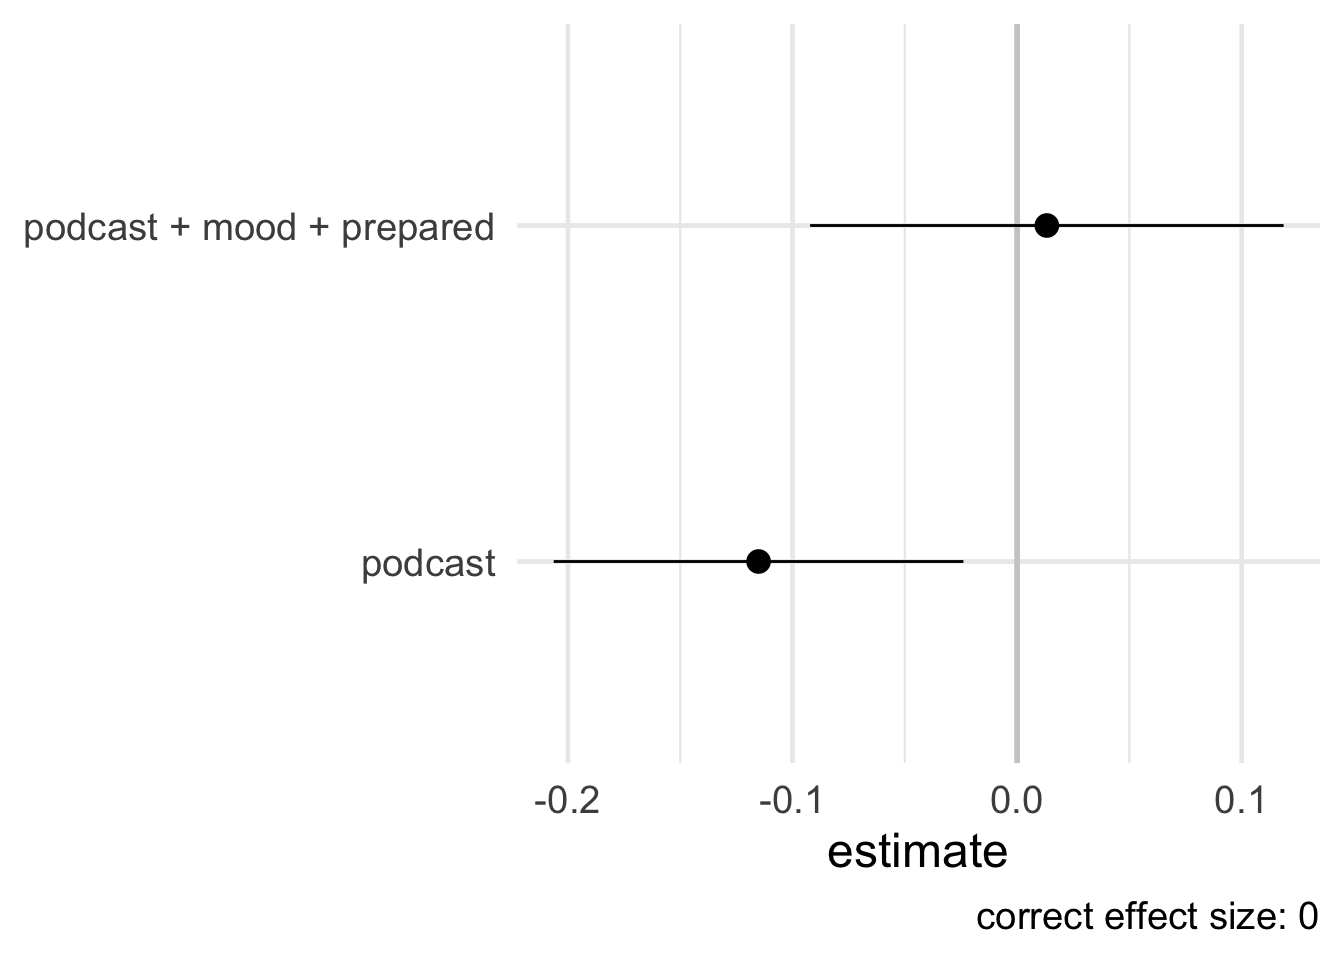 podcast + mood + prepared
podcast
-0.2 -0.1 0.0 0.1
estimate
correct effect size: 0